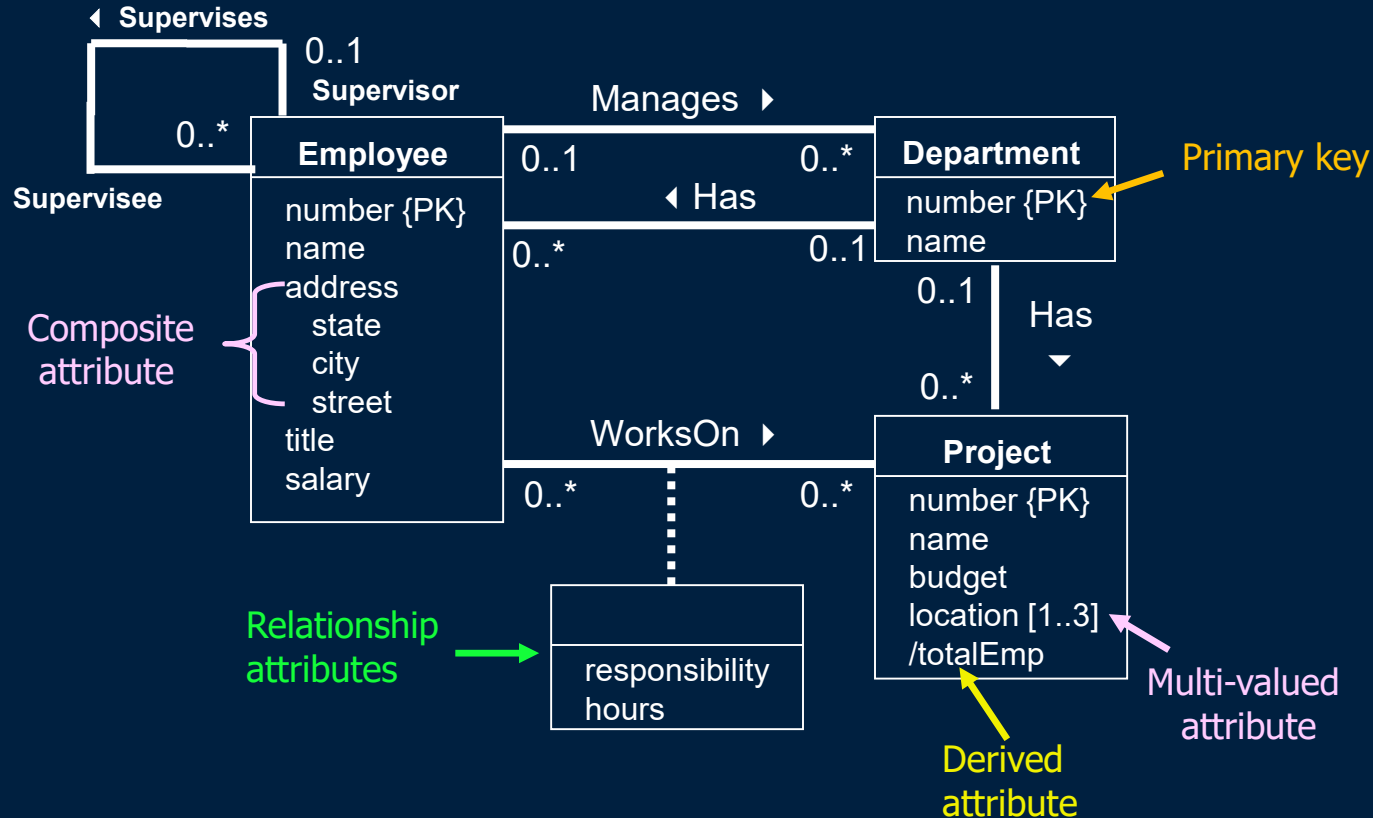 ◂ Supervises
0..1
Supervisor
0..*
Supervisee
Manages ▸
0..1
0..*
◂ Has
0..*
0..1
Employee
number {PK}
name
address
state
city
street
title
salary
Composite
attribute
Department
number {PK}
name
Primary key
0..1
Has
▾
0..*
WorksOn ▸
0..*
0..*
Project
number {PK}
name
budget
location [1..3]
/totalEmp
Relationship
attributes
responsibility
hours
Multi-valued
attribute
Derived
attribute